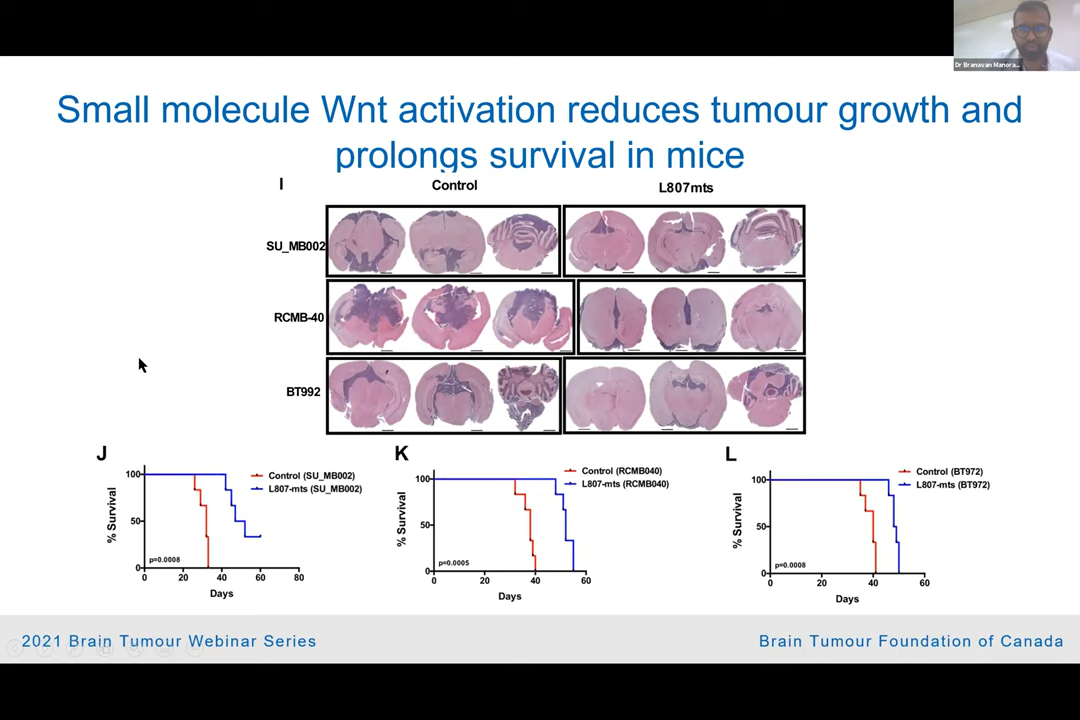 Dr Branavan Manora...
Small molecule Wnt activation reduces tumour growth and
prolongs survival in mice
I
Control
L807mts
SU_MB002
RCMB-40
BT992
J
100
50
0
% Survival
p=0.0008
0 20 40 60 80
Days
Control (SU_MB002)
L807-mts (SU_MB002)
K
100
50
0
% Survival
p=0.0005
0 20 40 60
Days
Control (RCMB040)
L807-mts (RCMB040)
L
100
50
0
% Survival
p=0.0008
0 20 40 60
Days
Control (BT972)
L807-mts (BT972)
2021 Brain Tumour Webinar Series
Brain Tumour Foundation of Canada